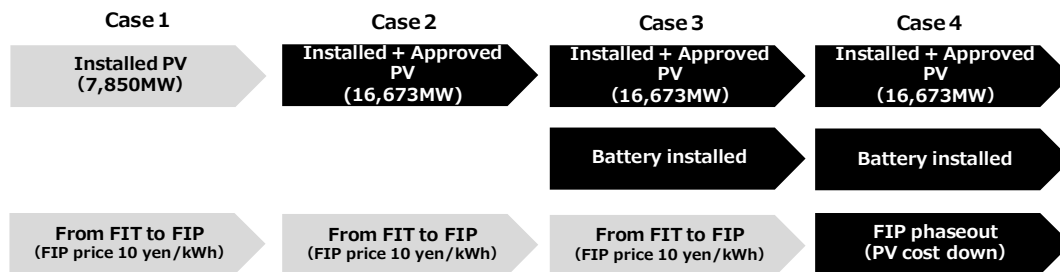 Case 1
Case 2
Case 3
Case 4
Installed PV
(7,850MW)
Installed + Approved
PV
(16,673MW)
Installed + Approved
PV
(16,673MW)
Installed + Approved
PV
(16,673MW)
Battery installed
Battery installed
From FIT to FIP
(FIP price 10 yen/kWh)
From FIT to FIP
(FIP price 10 yen/kWh)
From FIT to FIP
(FIP price 10 yen/kWh)
FIP phaseout
(PV cost down)